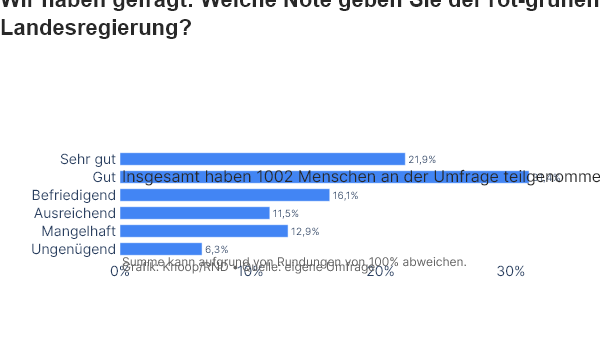 Wir haben gefragt: Welche Note geben Sie der rot-grünen
Landesregierung?
Sehr gut 21,9%
Gut
Insgesamt haben 1002 Menschen an der Umfrage teilgenomme
Befriedigend 16,1%
Ausreichend 11,5%
Mangelhaft 12,9%
Ungenügend 6,3%
Summe kann aufgrund von Rundungen von 100% abweichen.
Grafik: Knoop/RND • Quelle: eigene Umfrage
0% 10% 20% 30%